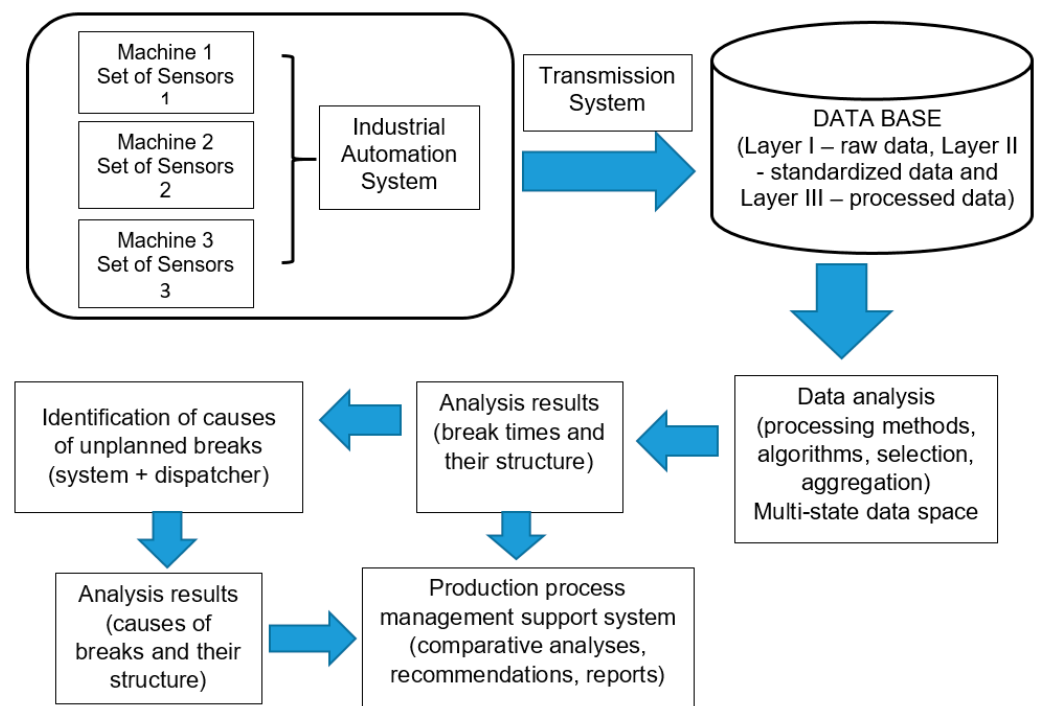 Machine 1
Set of Sensors
1
Machine 2
Set of Sensors
2
Machine 3
Set of Sensors
3
Industrial
Automation
System
Transmission
System
DATA BASE
(Layer I – raw data, Layer II
- standardized data and
Layer III – processed data)
Data analysis
(processing methods,
algorithms, selection,
aggregation)
Multi-state data space
Analysis results
(break times and
their structure)
Identification of causes
of unplanned breaks
(system + dispatcher)
Analysis results
(causes of
breaks and their
structure)
Production process
management support system
(comparative analyses,
recommendations, reports)